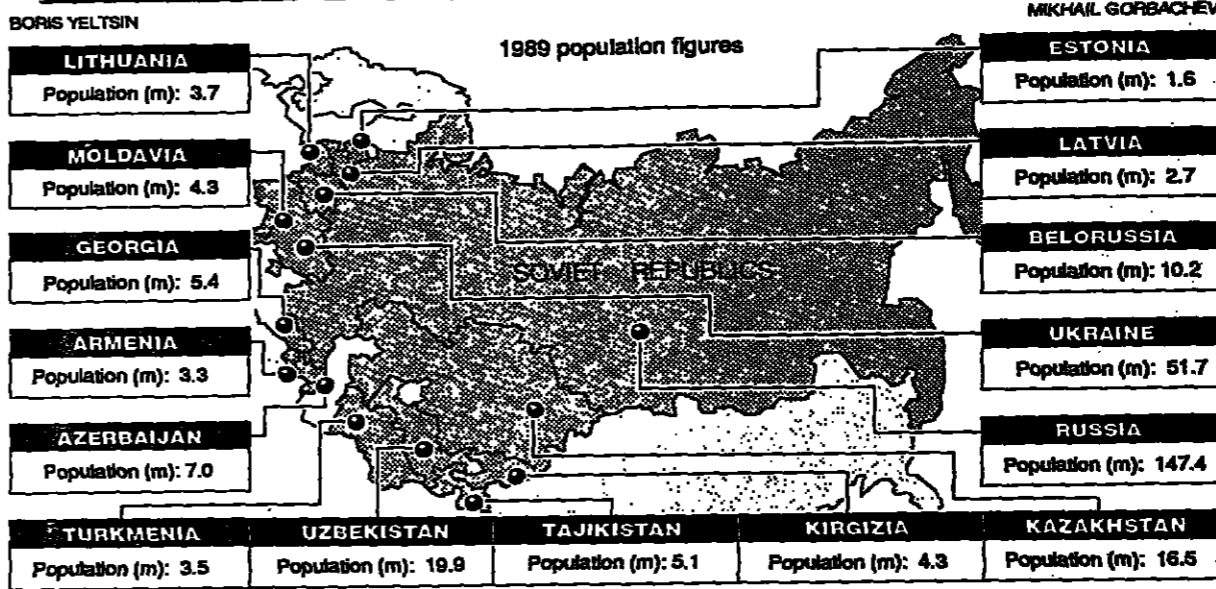 BORIS YELTSIN
MIKHAIL GORBACHEV
1989 population figures
LITHUANIA
Population (m): 3.7
MOLDAVIA
Population (m): 4.3
GEORGIA
Population (m): 5.4
ARMENIA
Population (m): 3.3
AZERBAIJAN
Population (m): 7.0
SOVIET REPUBLICS
ESTONIA
Population (m): 1.6
LATVIA
Population (m): 2.7
BELORUSSIA
Population (m): 10.2
UKRAINE
Population (m): 51.7
RUSSIA
Population (m): 147.4
TURKMENIA
Population (m): 3.5
UZBEKISTAN
Population (m): 19.9
TAJIKISTAN
Population (m): 5.1
KIRGIZIA
Population (m): 4.3
KAZAKHSTAN
Population (m): 16.5